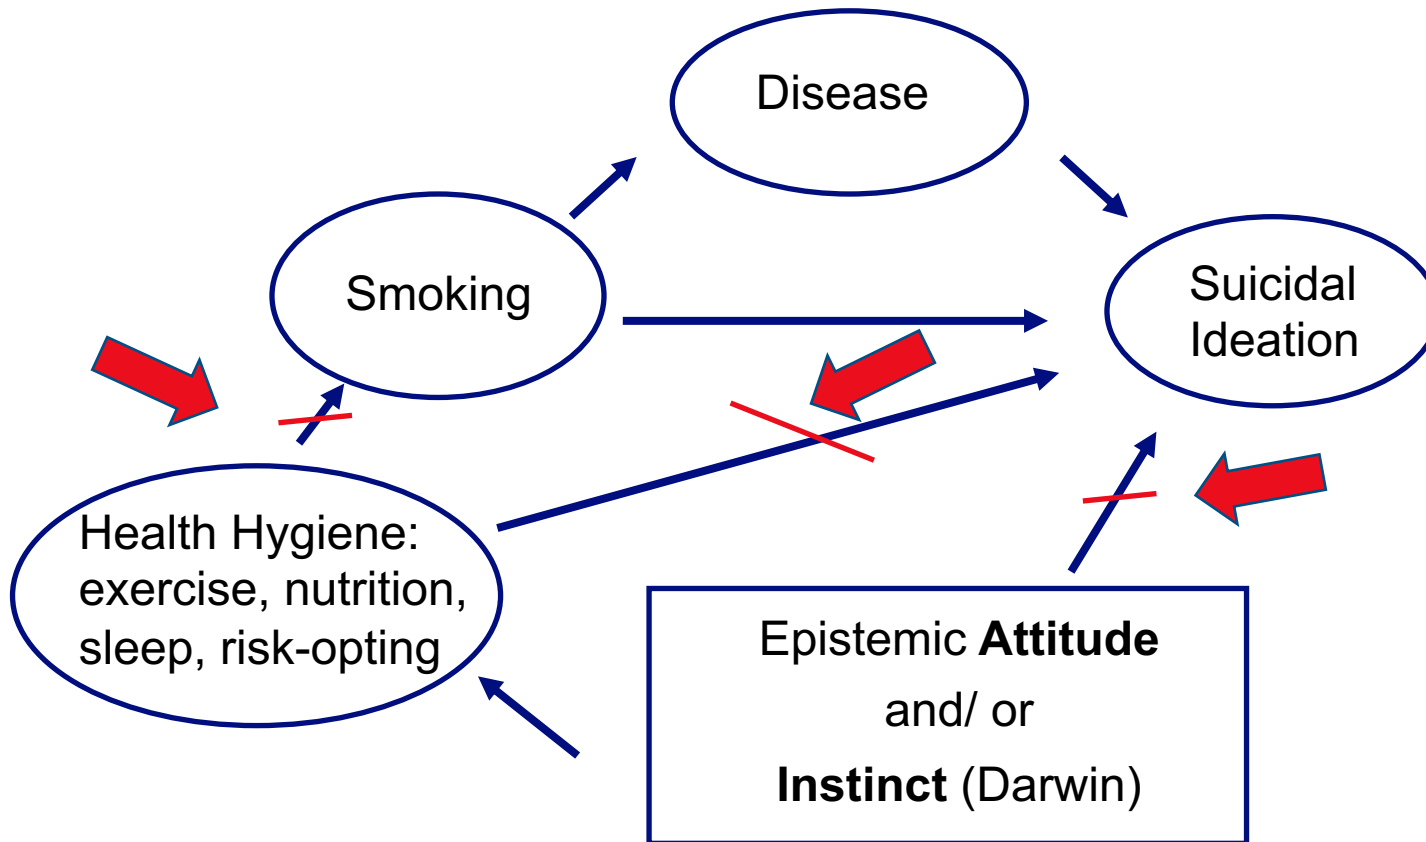 Disease
Smoking
Suicidal
Ideation
Health Hygiene:
exercise, nutrition,
sleep, risk-opting
Epistemic Attitude
and/ or
Instinct (Darwin)